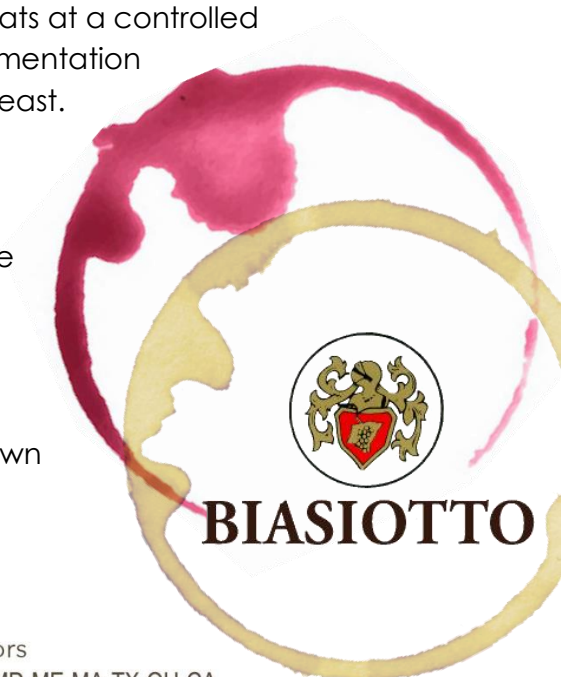 ats at a controlled
mentation
east.
e
wn
BIASIOTTO
ors